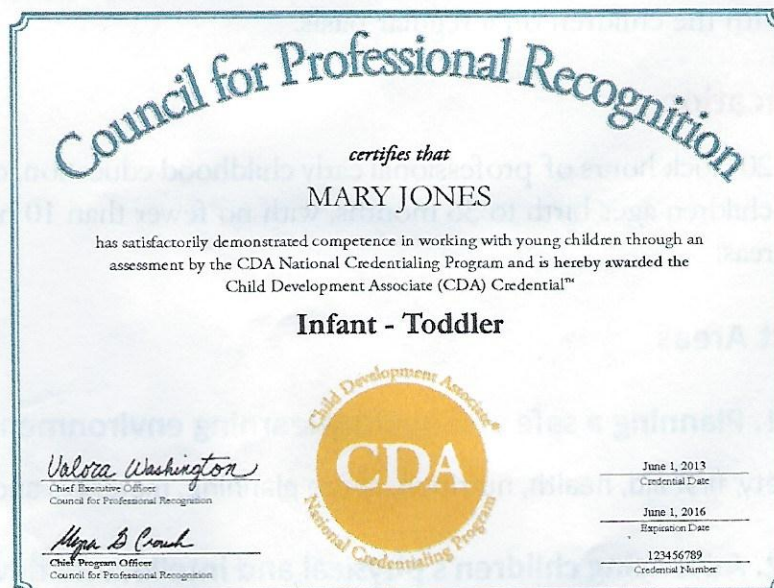 Council for Professional Recognition
certifies that
MARY JONES
has satisfactorily demonstrated competence in working with young children through an
assessment by the CDA National Credentialing Program and is hereby awarded the
Child Development Associate (CDA) Credential™
Infant - Toddler
Child Development Associate®
CDA
National Credentialing Program
Valora Washington
Chief Executive Officer
Council for Professional Recognition
Chief Program Officer
Council for Professional Recognition
June 1, 2013
Credential Date
June 1, 2016
Expiration Date
123456789
Credential Number